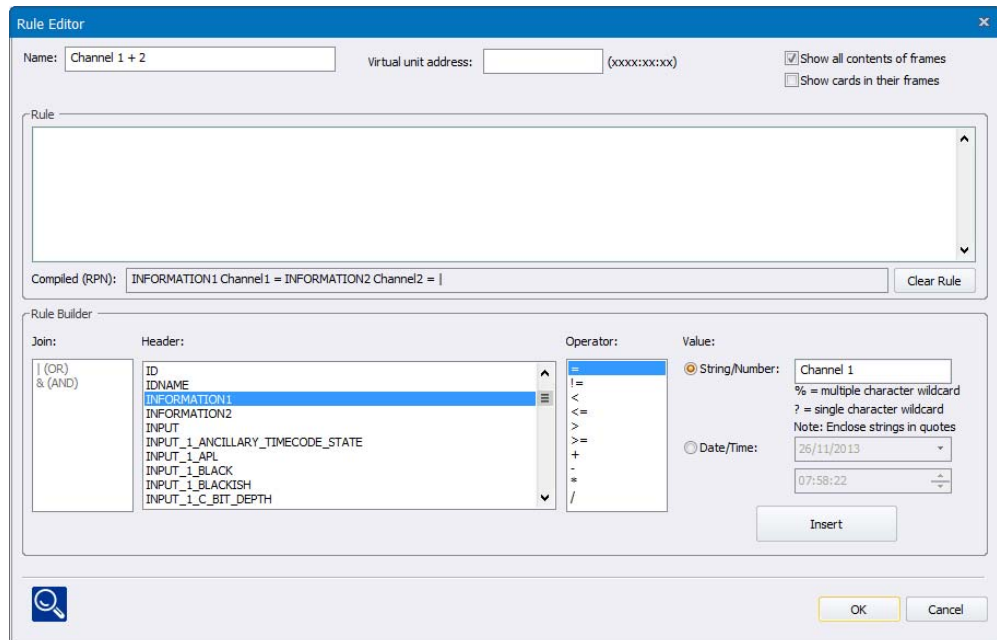 Rule Editor
Name: Channel 1 + 2 Virtual unit address: (xxxx:xx:xx) Show all contents of frames
Show cards in their frames
Rule
Compiled (RPN): INFORMATION1 Channel1 = INFORMATION2 Channel2 = | Clear Rule
Rule Builder
Join: Header: Operator: Value:
| (OR)
& (AND)
ID
IDNAME
INFORMATION1
INFORMATION2
INPUT
INPUT_1_ANCILLARY_TIMECODE_STATE
INPUT_1_APL
INPUT_1_BLACK
INPUT_1_BLACKISH
INPUT_1_C_BIT_DEPTH
=
!=
<
<=
>
>=
+
-
*
/
String/Number: Channel 1
% = multiple character wildcard
? = single character wildcard
Note: Enclose strings in quotes
Date/Time: 26/11/2013
07:58:22
Insert
OK Cancel